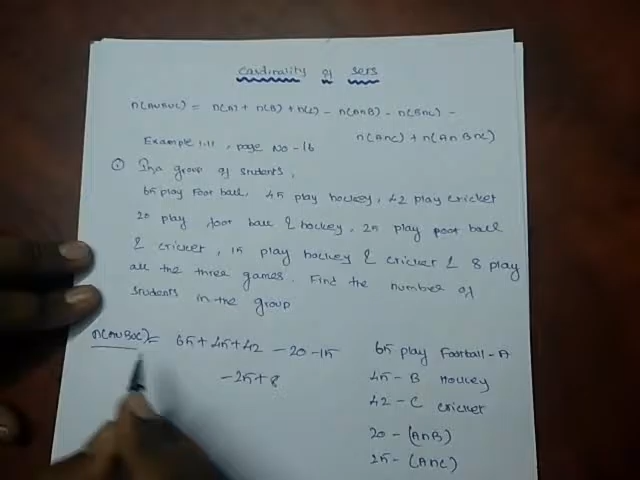 Cardinality of sets
n(AUBUC) = n(A) + n(B) + n(C) - n(A∩B) - n(B∩C) -
n(A∩C) + n(A∩B∩C)
Example 1.11, page No - 16
① In a group of students,
65 play Foot ball, 45 play hockey, 42 play cricket
20 play foot ball & hockey, 25 play foot ball
& cricket, 15 play hockey & cricket & 8 play
all the three games. Find the number of
students in the group
n(AUBUC) = 65 + 45 + 42 - 20 - 15
- 25 + 8
65 play Football - A
45 - B Hockey
42 - C cricket
20 - (A∩B)
25 - (A∩C)